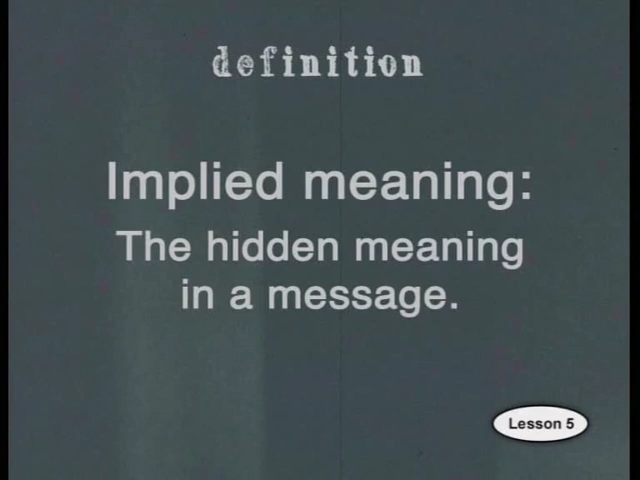 definition
Implied meaning:
The hidden meaning
in a message.
Lesson 5